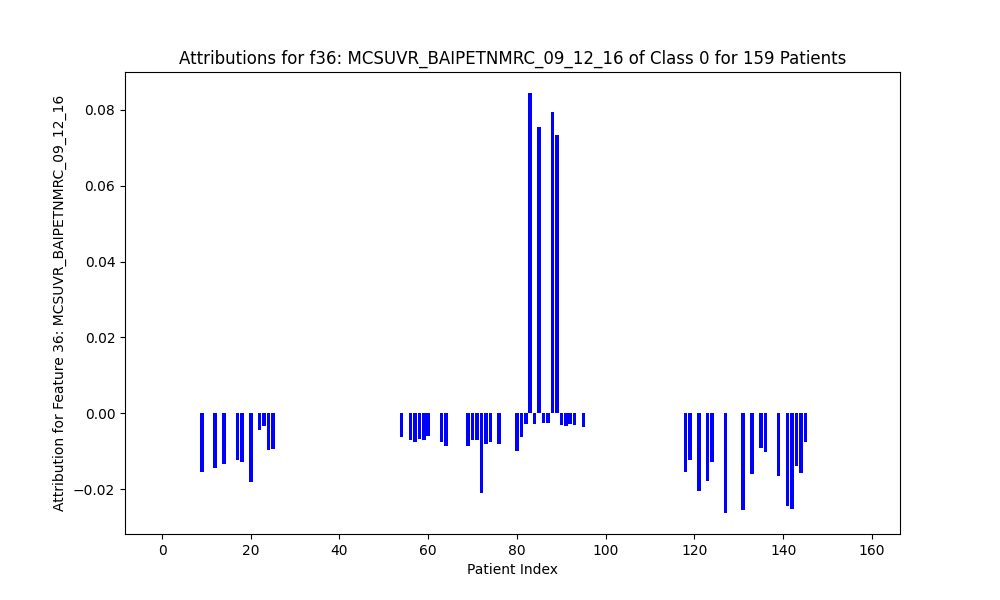 Attributions for f36: MCSUVR_BAIPETNMRC_09_12_16 of Class 0 for 159 Patients
Attribution for Feature 36: MCSUVR_BAIPETNMRC_09_12_16
0.08
0.06
0.04
0.02
0.00
−0.02
0 20 40 60 80 100 120 140 160
Patient Index